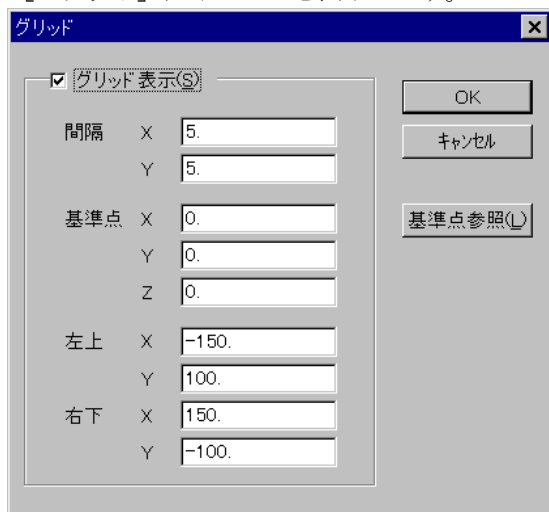 グリッド
グリッド表示(S)
OK
間隔 X 5.
キャンセル
Y 5.
基準点 X 0.
基準点参照(L)
Y 0.
Z 0.
左上 X -150.
Y 100.
右下 X 150.
Y -100.